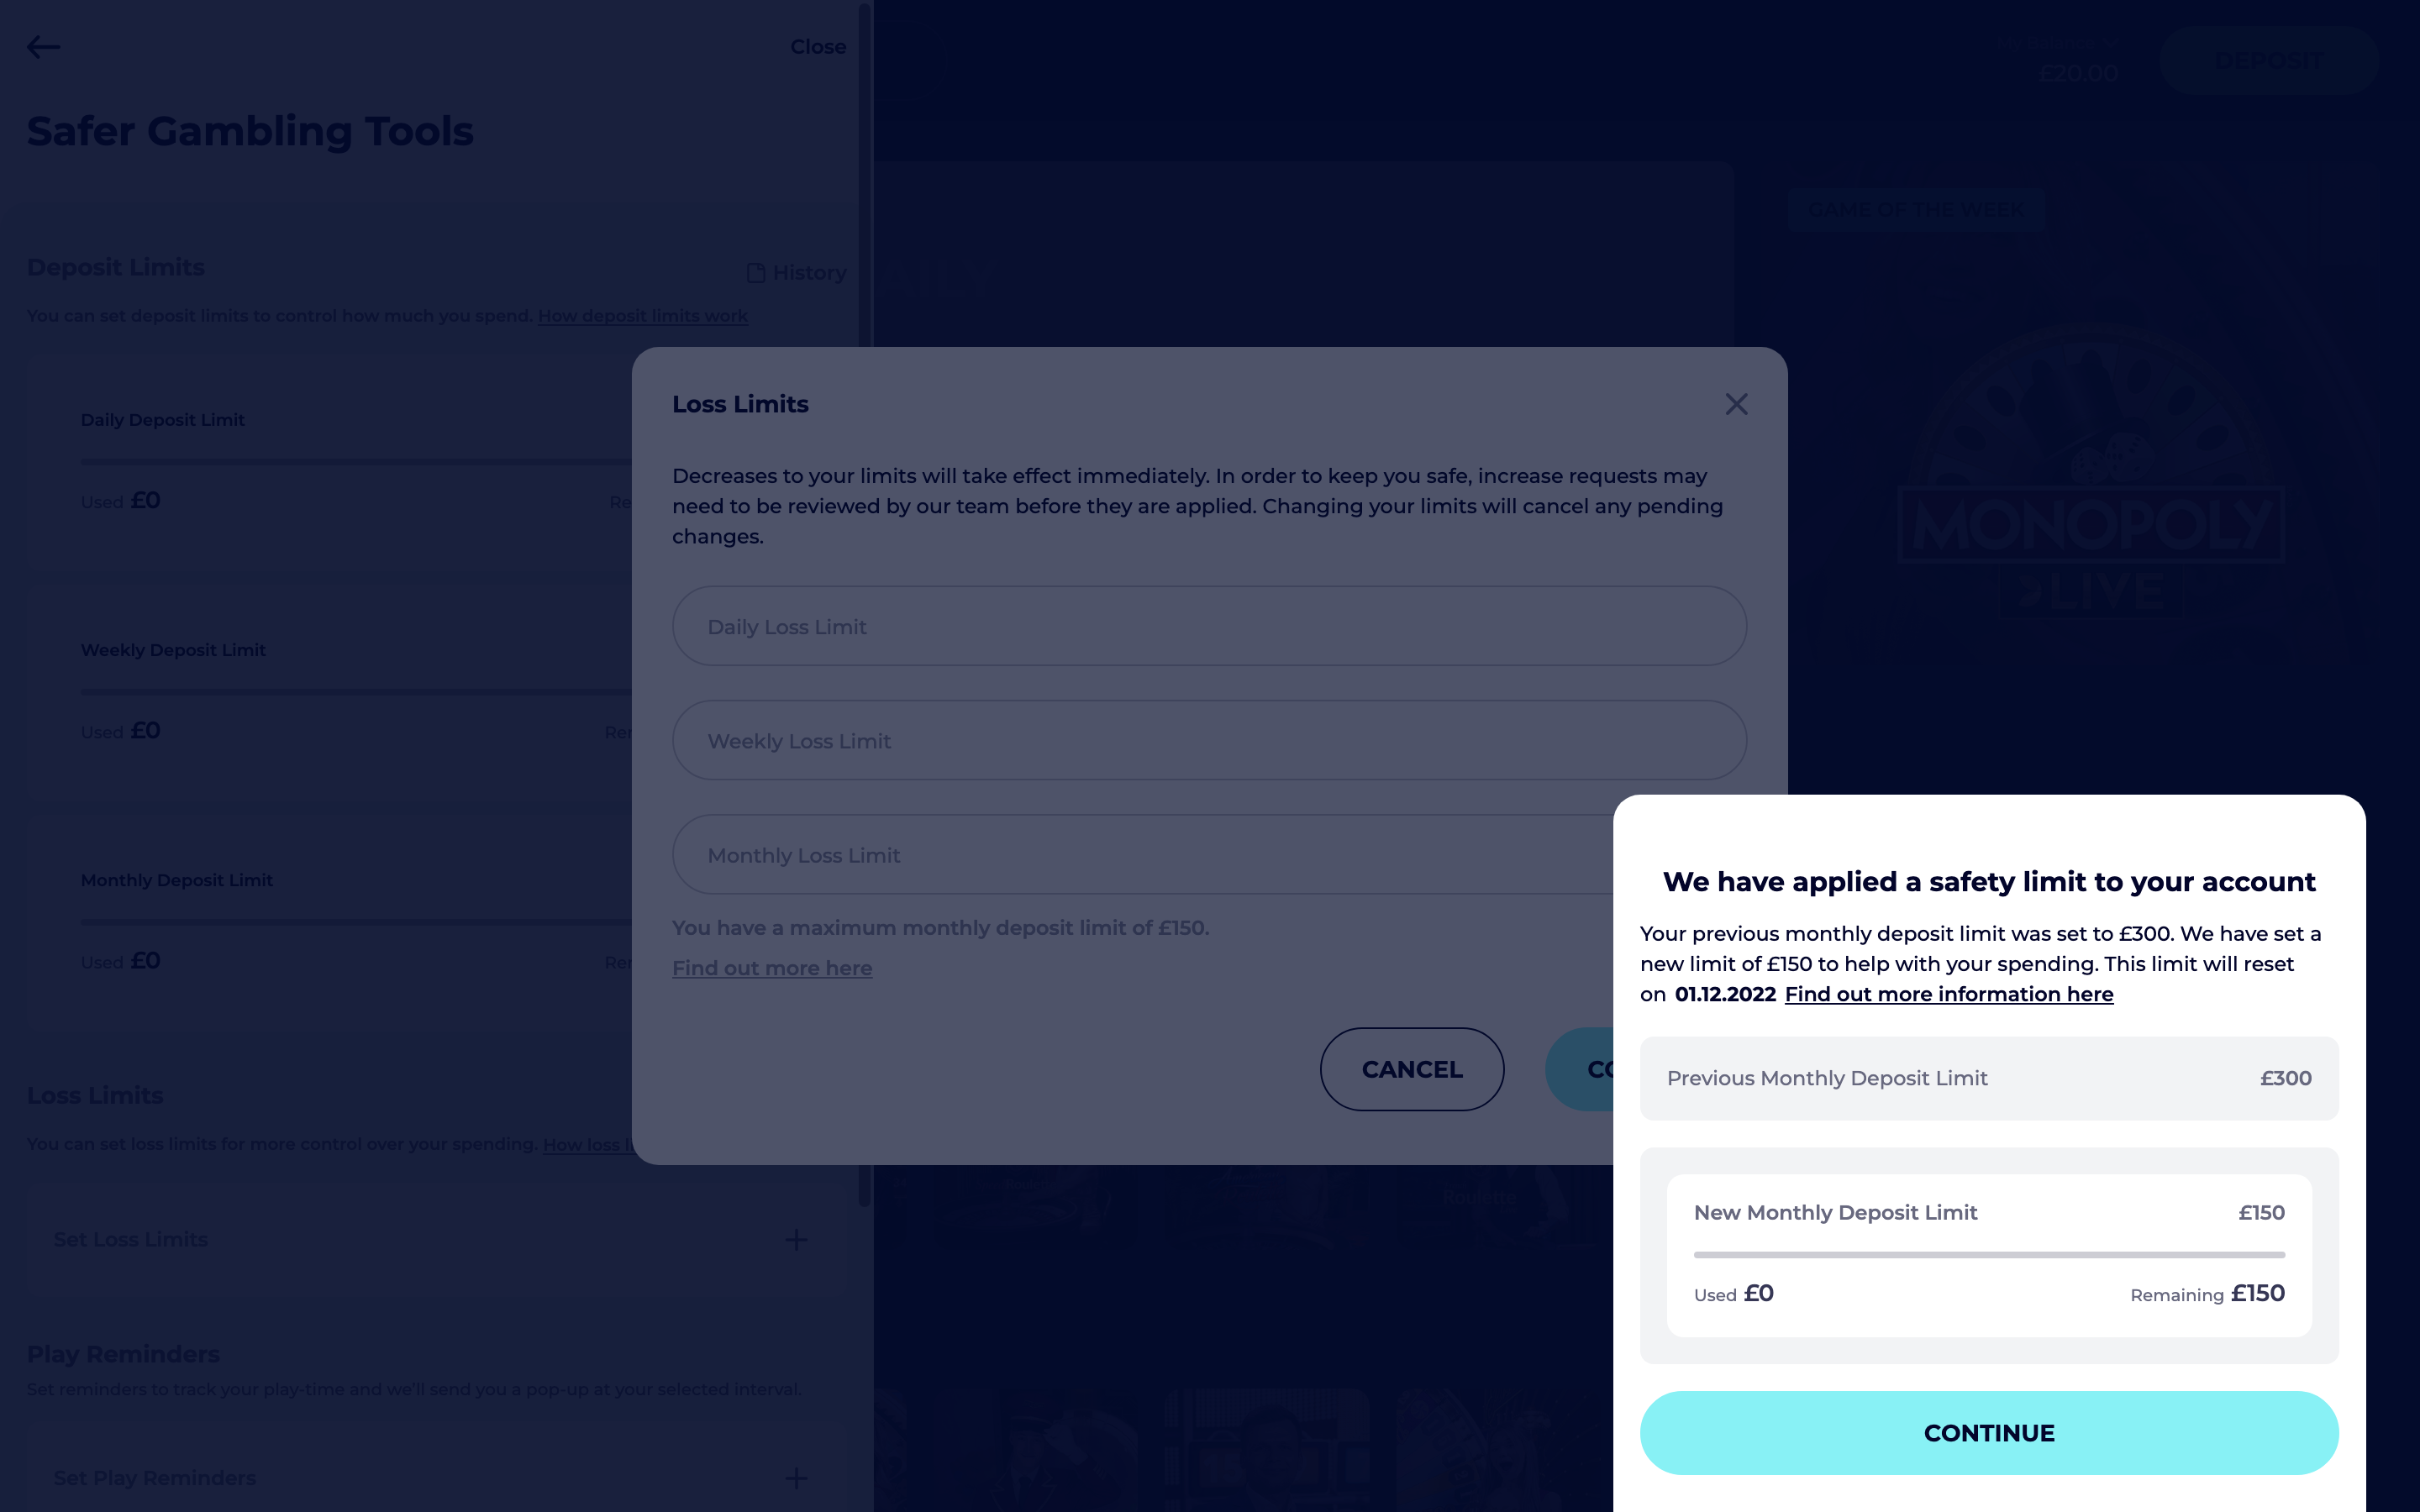 Close
Safer Gambling Tools
Deposit Limits
History
You can set deposit limits to control how much you spend. How deposit limits work
Daily Deposit Limit
Used £0
Weekly Deposit Limit
Used £0
Monthly Deposit Limit
Used £0
Loss Limits
You can set loss limits for more control over your spending. How loss
Set Loss Limits
Play Reminders
Set reminders to track your play-time and we'll send you a pop-up at your selected interval.
Set Play Reminders
My Balance
£20.00
DEPOSIT
GAME OF THE WEEK
MONOPOLY
LIVE
Roulette
Loss Limits
Decreases to your limits will take effect immediately. In order to keep you safe, increase requests may
need to be reviewed by our team before they are applied. Changing your limits will cancel any pending
changes.
Daily Loss Limit
Weekly Loss Limit
Monthly Loss Limit
You have a maximum monthly deposit limit of £150.
Find out more here
CANCEL
We have applied a safety limit to your account
Your previous monthly deposit limit was set to £300. We have set a
new limit of £150 to help with your spending. This limit will reset
on 01.12.2022 Find out more information here
Previous Monthly Deposit Limit £300
New Monthly Deposit Limit £150
Used £0 Remaining £150
CONTINUE